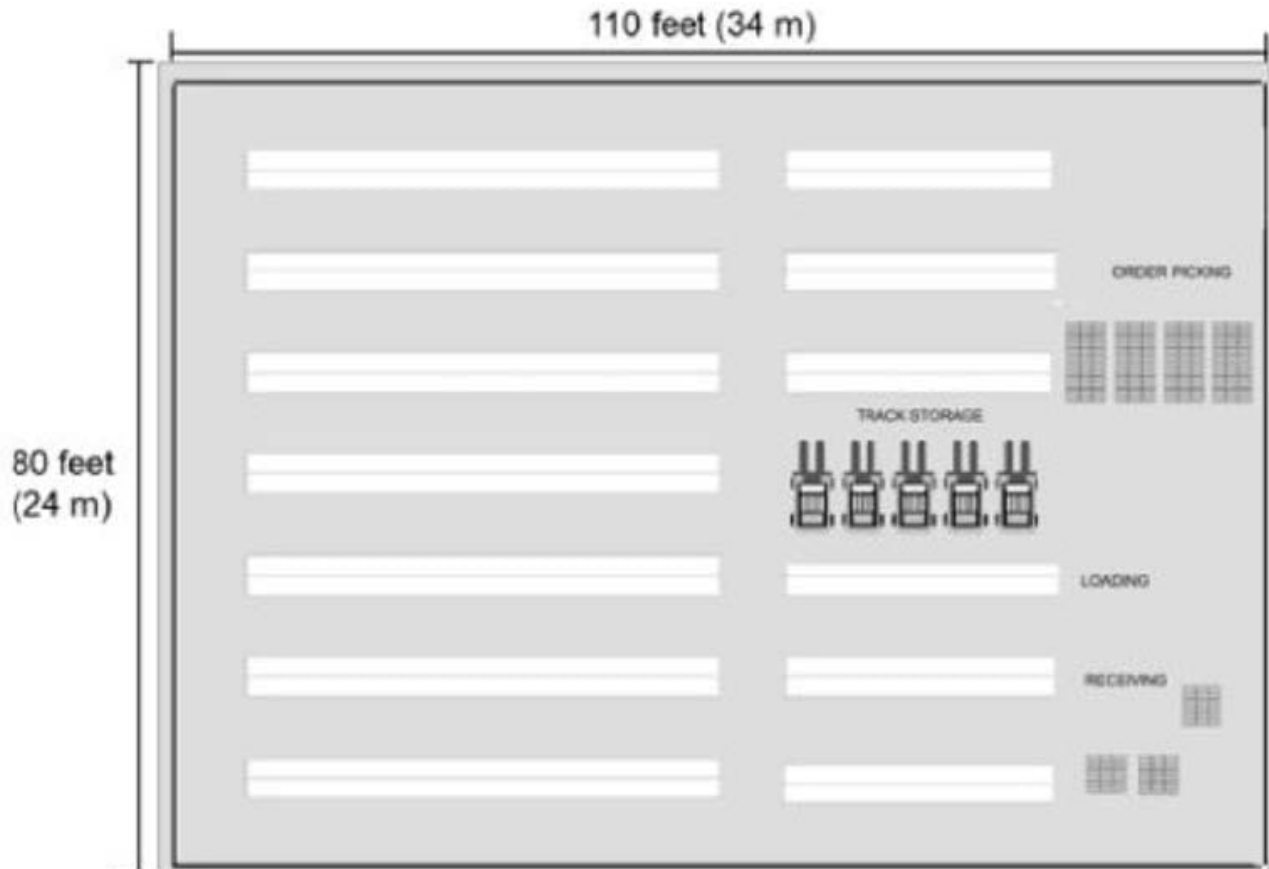 110 feet (34 m)
ORDER PICKING
TRACK STORAGE
80 feet
(24 m)
LOADING
RECEIVING